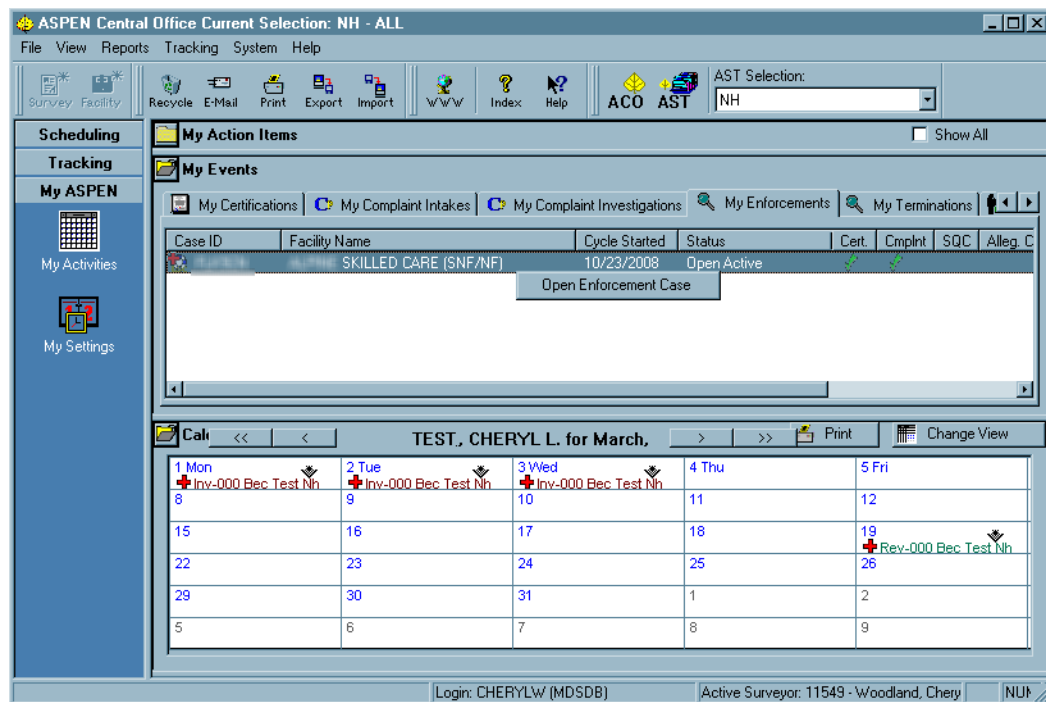 ASPEN Central Office Current Selection: NH - ALL
File View Reports Tracking System Help
Survey Facility Recycle E-Mail Print Export Import WWW Index Help ACO AST
AST Selection:
NH
Scheduling
Tracking
My ASPEN
My Activities
My Settings
My Action Items
Show All
My Events
My Certifications My Complaint Intakes My Complaint Investigations My Enforcements My Terminations
Case ID Facility Name Cycle Started Status Cert. Cmplnt SQC Alleg. C
SKILLED CARE (SNF/NF) 10/23/2008 Open Active
Open Enforcement Case
Cale << < TEST., CHERYL L. for March, > >> Print Change View
1 Mon 2 Tue 3 Wed 4 Thu 5 Fri
Inv-000 Bec Test Nh Inv-000 Bec Test Nh Inv-000 Bec Test Nh
8 9 10 11 12
15 16 17 18 19
Rev-000 Bec Test Nh
22 23 24 25 26
29 30 31 1 2
5 6 7 8 9
Login: CHERYLW (MDSDB) Active Surveyor: 11549 - Woodland, Chery NUM